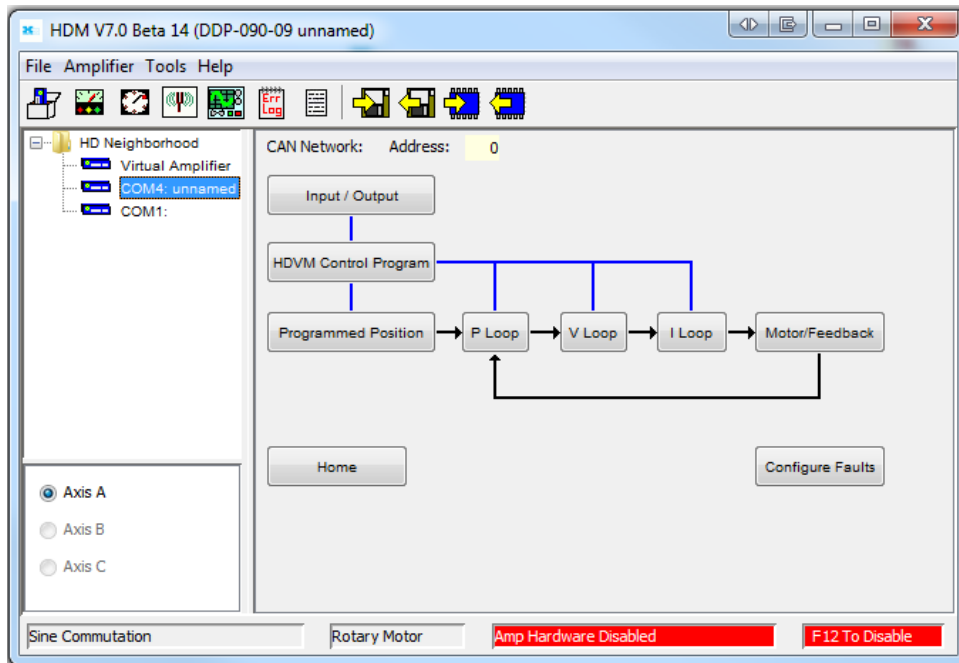 HDM V7.0 Beta 14 (DDP-090-09 unnamed)
File Amplifier Tools Help
Err
Log
HD Neighborhood
Virtual Amplifier
COM4: unnamed
COM1:
CAN Network: Address: 0
Input / Output
HDVM Control Program
Programmed Position
P Loop
V Loop
I Loop
Motor/Feedback
Home
Configure Faults
Axis A
Axis B
Axis C
Sine Commutation
Rotary Motor
Amp Hardware Disabled
F12 To Disable